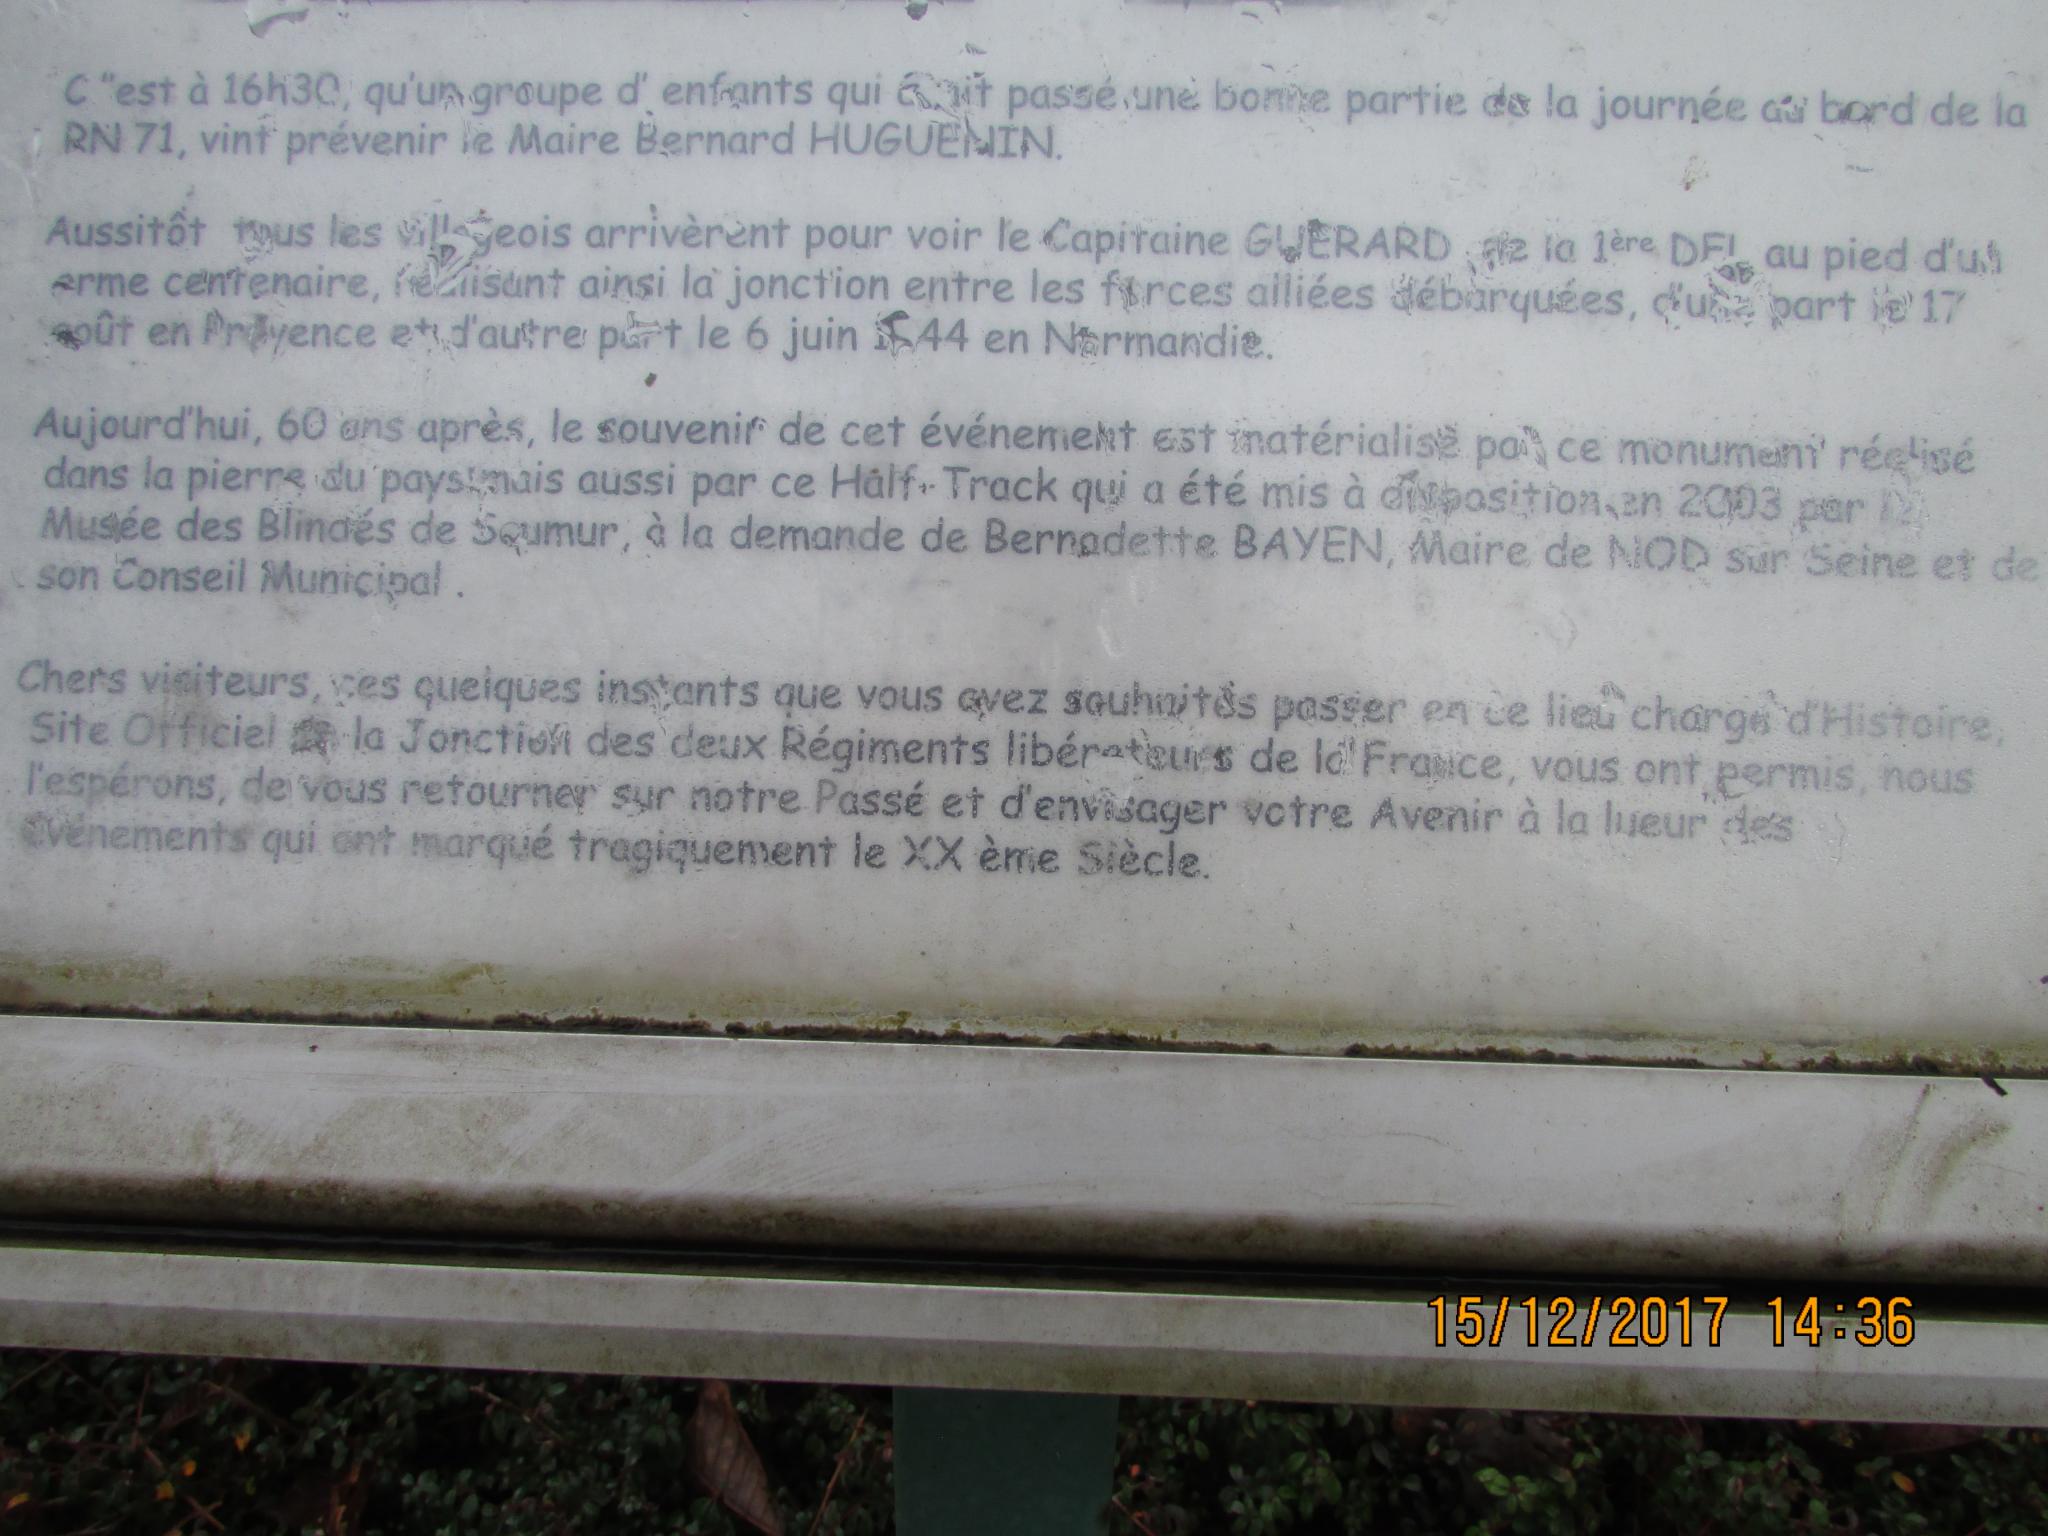 C "est à 16h30, qu'un groupe d' enfants qui avait passé une bonne partie de la journée au bord de la
RN 71, vint prévenir le Maire Bernard HUGUENIN.
Aussitôt tous les villageois arrivèrent pour voir le Capitaine GUERARD de la 1ère DFL au pied d'un
orme centenaire, réalisant ainsi la jonction entre les forces alliées débarquées, d'une part le 17
août en Provence et d'autre part le 6 juin 1944 en Normandie.
Aujourd'hui, 60 ans après, le souvenir de cet événement est matérialisé par ce monument réalisé
dans la pierre du pays mais aussi par ce Half- Track qui a été mis à disposition en 2003 par le
Musée des Blindés de Saumur, à la demande de Bernadette BAYEN, Maire de NOD sur Seine et de
son Conseil Municipal .
Chers visiteurs, ces quelques instants que vous avez souhaités passer en ce lieu chargé d'Histoire,
Site Officiel de la Jonction des deux Régiments libérateurs de la France, vous ont permis, nous
l'espérons, de vous retourner sur notre Passé et d'envisager votre Avenir à la lueur des
événements qui ont marqué tragiquement le XX ème Siècle.
15/12/2017 14:36